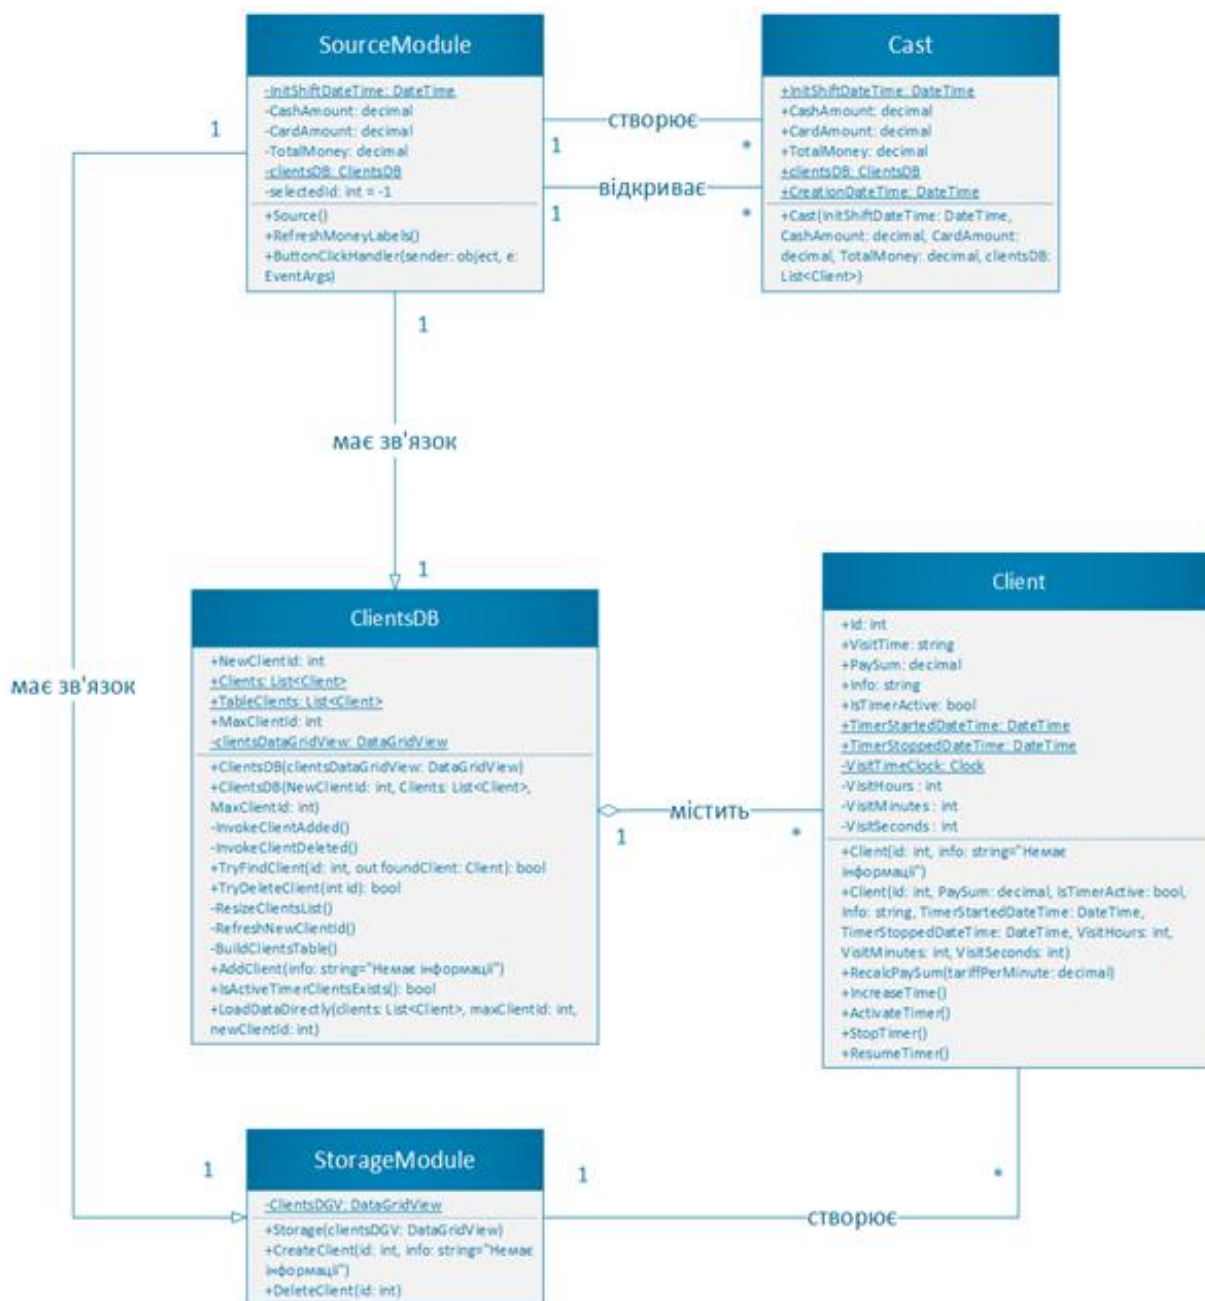 SourceModule
-InitShiftDateTime: DateTime
-CashAmount: decimal
-CardAmount: decimal
-TotalMoney: decimal
-clientsDB: ClientsDB
-selectedId: int = -1
+Source()
+RefreshMoneyLabels()
+ButtonClickHandler(sender: object, e:
EventArgs)
створює
1
*
відкриває
1
*
Cast
+InitShiftDateTime: DateTime
+CashAmount: decimal
+CardAmount: decimal
+TotalMoney: decimal
+clientsDB: ClientsDB
+CreationDateTime: DateTime
+Cast(InitShiftDateTime: DateTime,
CashAmount: decimal, CardAmount:
decimal, TotalMoney: decimal, clientsDB:
List<Client>)
1
1
має зв'язок
1
має зв'язок
ClientsDB
+NewClientId: int
+Clients: List<Client>
+TableClients: List<Client>
+MaxClientId: int
-clientsDataGridView: DataGridView
+ClientsDB(clientsDataGridView: DataGridView)
+ClientsDB(NewClientId: int, Clients: List<Client>,
MaxClientId: int)
-InvokeClientAdded()
-InvokeClientDeleted()
+TryFindClient(id: int, out foundClient: Client): bool
+TryDeleteClient(int id): bool
-ResizeClientsList()
-RefreshNewClientId()
-BuildClientsTable()
+AddClient(info: string="Немає інформації")
+IsActiveTimerClientsExists(): bool
+LoadDataDirectly(clients: List<Client>, maxClientId: int,
newClientId: int)
містить
1
*
Client
+Id: int
+VisitTime: string
+PaySum: decimal
+Info: string
+IsTimerActive: bool
+TimerStartedDateTime: DateTime
+TimerStoppedDateTime: DateTime
-VisitTimeClock: Clock
-VisitHours : int
-VisitMinutes : int
-VisitSeconds : int
+Client(id: int, info: string="Немає
інформації")
+Client(id: int, PaySum: decimal, IsTimerActive: bool,
Info: string, TimerStartedDateTime: DateTime,
TimerStoppedDateTime: DateTime, VisitHours: int,
VisitMinutes: int, VisitSeconds: int)
+RecalcPaySum(tariffPerMinute: decimal)
+IncreaseTime()
+ActivateTimer()
+StopTimer()
+ResumeTimer()
1
StorageModule
-ClientsDGV: DataGridView
+Storage(clientsDGV: DataGridView)
+CreateClient(id: int, info: string="Немає
інформації")
+DeleteClient(id: int)
1
*
створює